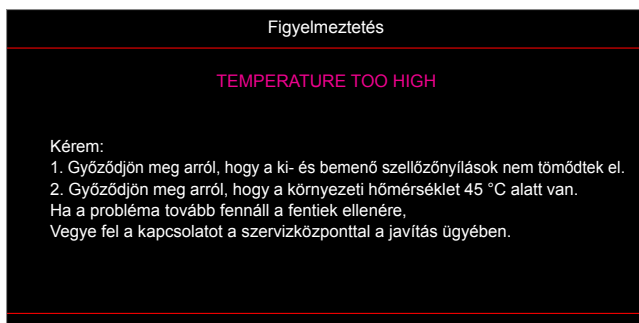 Figyelmeztetés
TEMPERATURE TOO HIGH
Kérem:
1. Győződjön meg arról, hogy a ki- és bemenő szellőzőnyílások nem tömődtek el.
2. Győződjön meg arról, hogy a környezeti hőmérséklet 45 °C alatt van.
Ha a probléma tovább fennáll a fentiek ellenére,
Vegye fel a kapcsolatot a szervizközponttal a javítás ügyében.